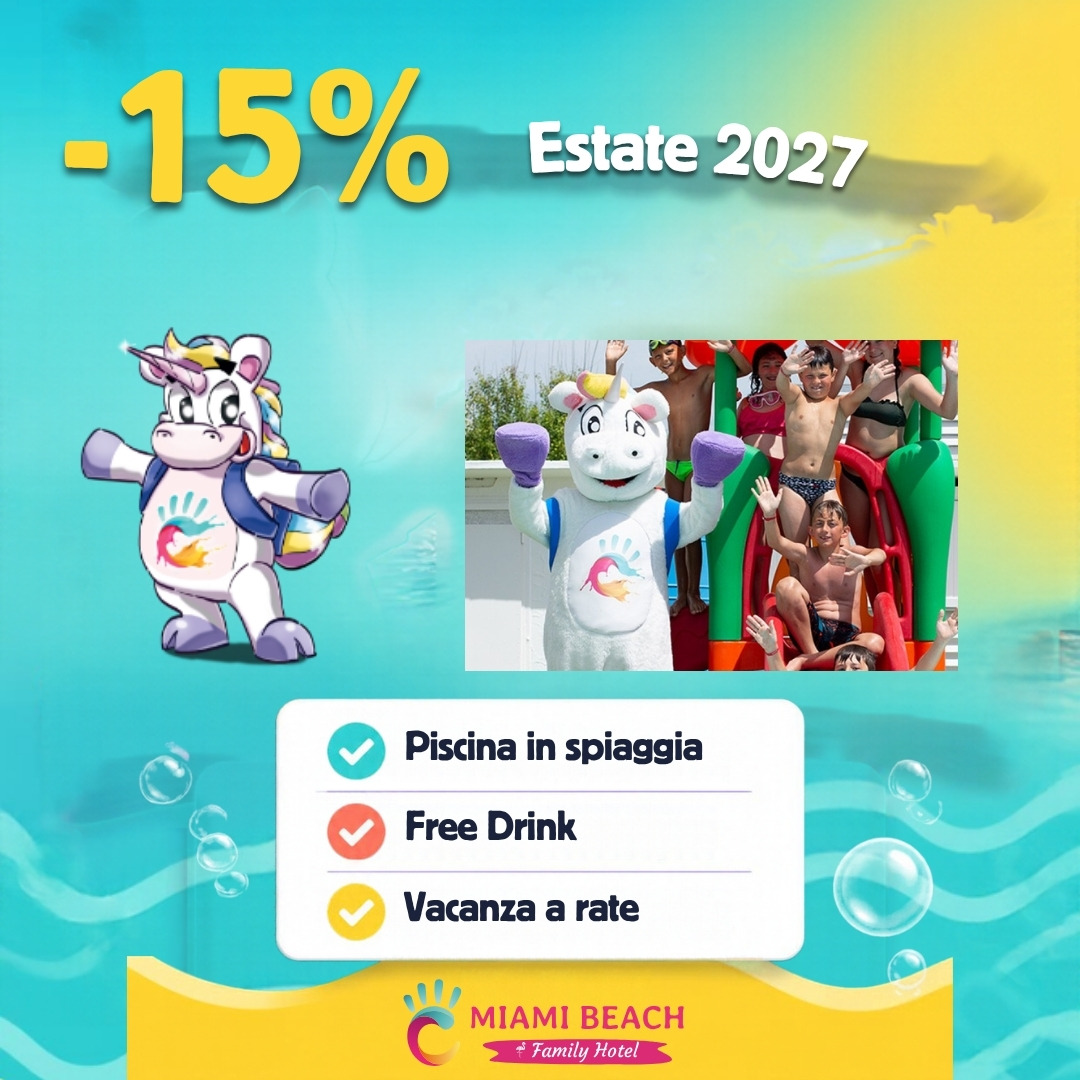 -15%
Estate 2027
Piscina in spiaggia
Free Drink
Vacanza a rate
MIAMI BEACH
Family Hotel